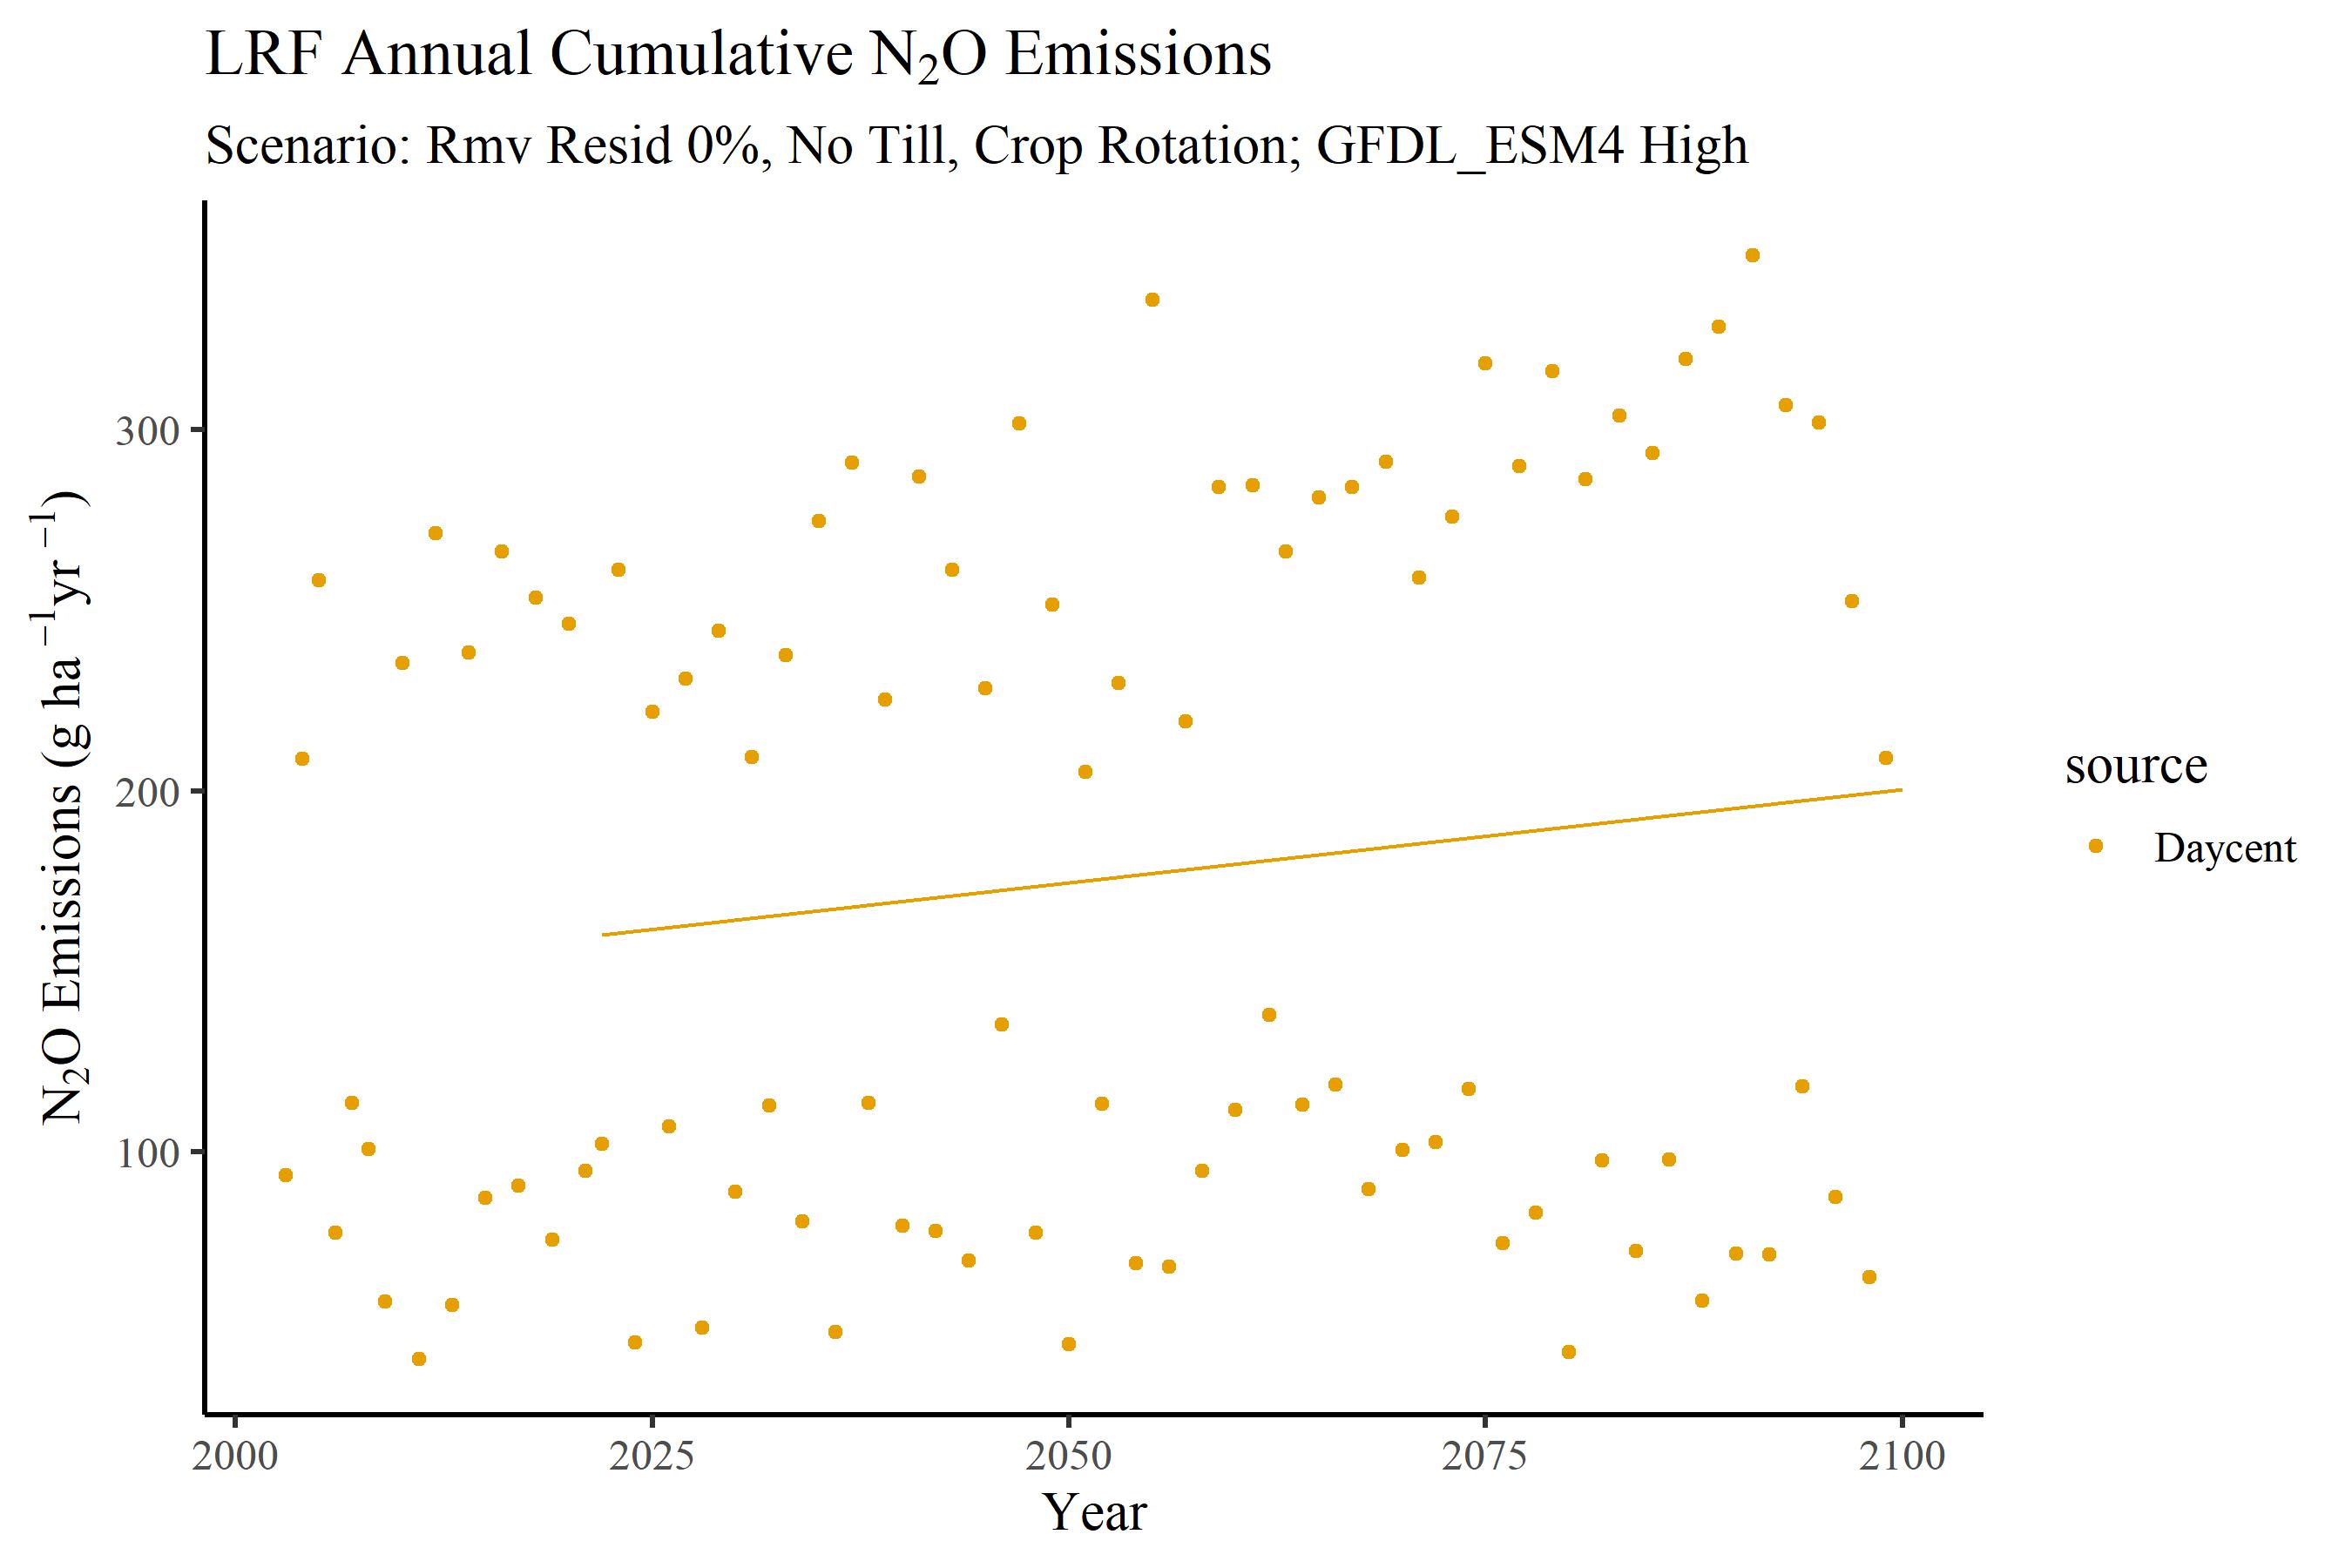 LRF Annual Cumulative N₂O Emissions
Scenario: Rmv Resid 0%, No Till, Crop Rotation; GFDL_ESM4 High
N₂O Emissions (g ha⁻¹yr⁻¹)
300
200
100
2000 2025 2050 2075 2100
Year
source
Daycent